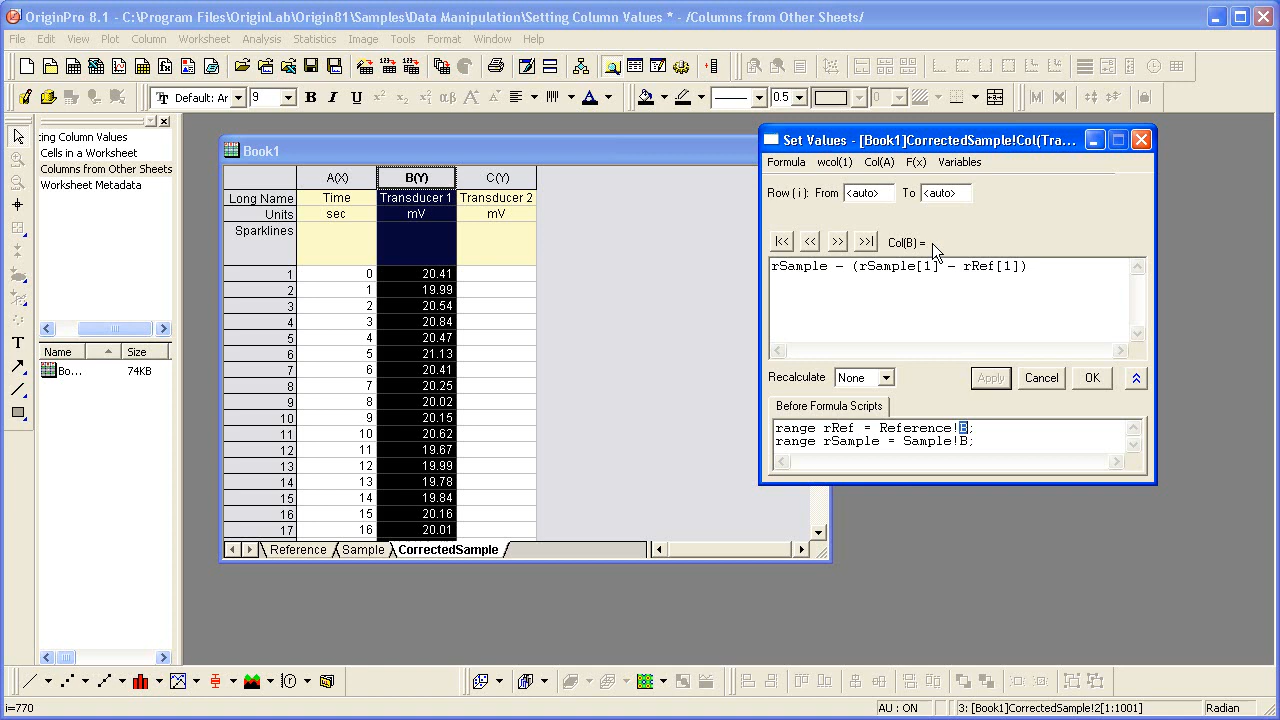 OriginPro 8.1 - C:\Program Files\OriginLab\Origin81\Samples\Data Manipulation\Setting Column Values * - /Columns from Other Sheets/
File Edit View Plot Column Worksheet Analysis Statistics Image Tools Format Window Help
Default: Ar 9 B I U 0.5 0
:ing Column Values
Cells in a Worksheet
Columns from Other Sheets
Worksheet Metadata
Name Size
Bo... 74KB
Book1
A(X) B(Y) C(Y)
Long Name Time Transducer 1 Transducer 2
Units sec mV mV
Sparklines
1 0 20.41
2 1 19.99
3 2 20.54
4 3 20.84
5 4 20.47
6 5 21.13
7 6 20.41
8 7 20.25
9 8 20.02
10 9 20.15
11 10 20.62
12 11 19.67
13 12 19.99
14 13 19.78
15 14 19.84
16 15 20.16
17 16 20.01
Reference Sample CorrectedSample
Set Values - [Book1]CorrectedSample!Col(Tra...
Formula wcol(1) Col(A) F(x) Variables
Row ( i ): From <auto> To <auto>
Col(B) =
rSample - (rSample[1] - rRef[1])
Recalculate None Apply Cancel OK
Before Formula Scripts
range rRef = Reference!B;
range rSample = Sample!B;
i=770 AU : ON 3: [Book1]CorrectedSample!2[1:1001] Radian